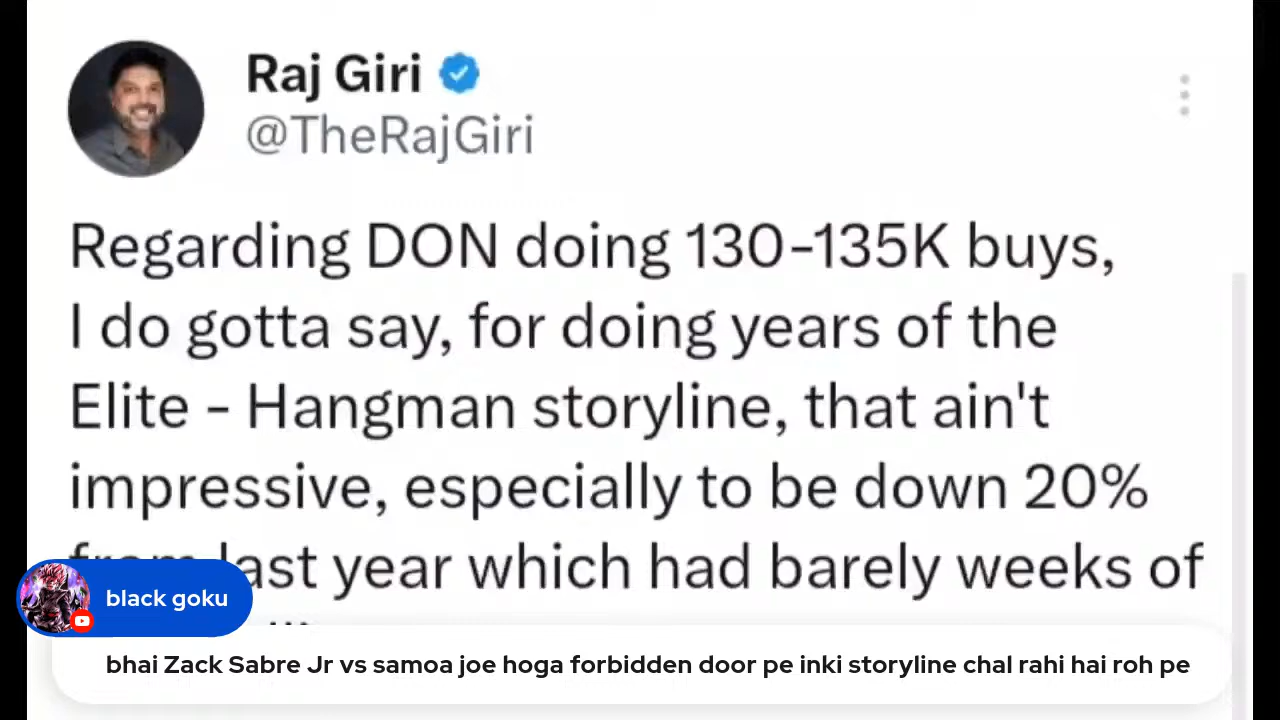 Raj Giri
@TheRajGiri
Regarding DON doing 130-135K buys,
I do gotta say, for doing years of the
Elite - Hangman storyline, that ain't
impressive, especially to be down 20%
from last year which had barely weeks of
black goku
bhai Zack Sabre Jr vs samoa joe hoga forbidden door pe inki storyline chal rahi hai roh pe